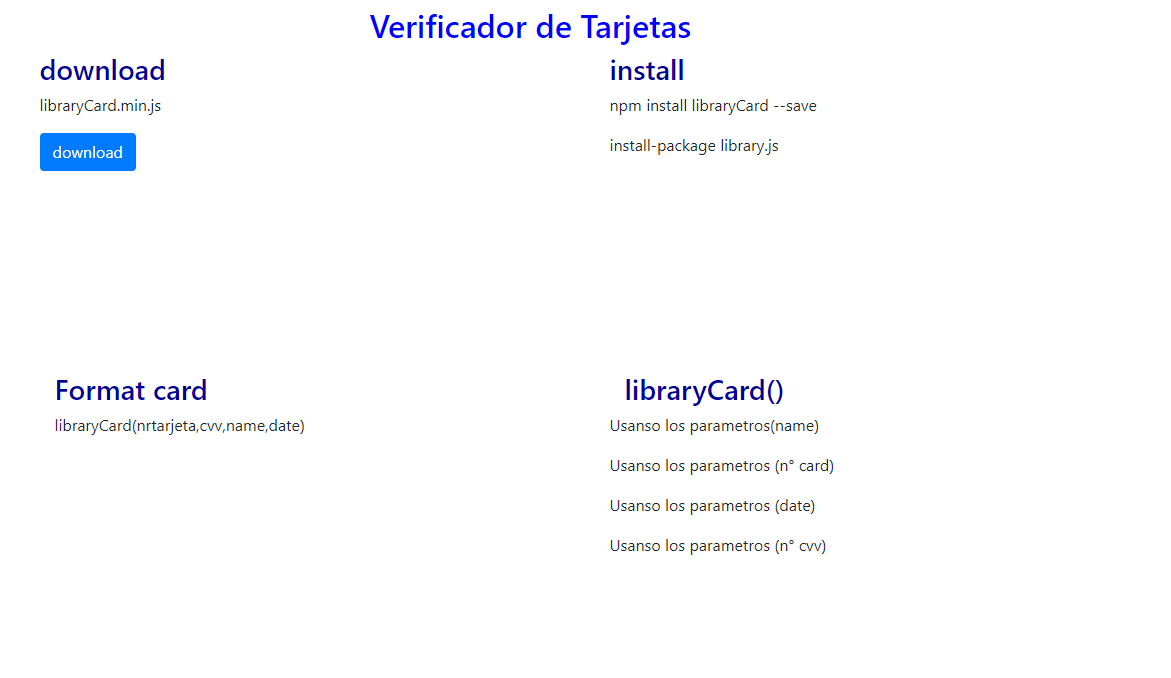 Verificador de Tarjetas
download
libraryCard.min.js
download
install
npm install libraryCard --save
install-package library.js
Format card
libraryCard(nrtarjeta,cvv,name,date)
libraryCard()
Usanso los parametros(name)
Usanso los parametros (n° card)
Usanso los parametros (date)
Usanso los parametros (n° cvv)